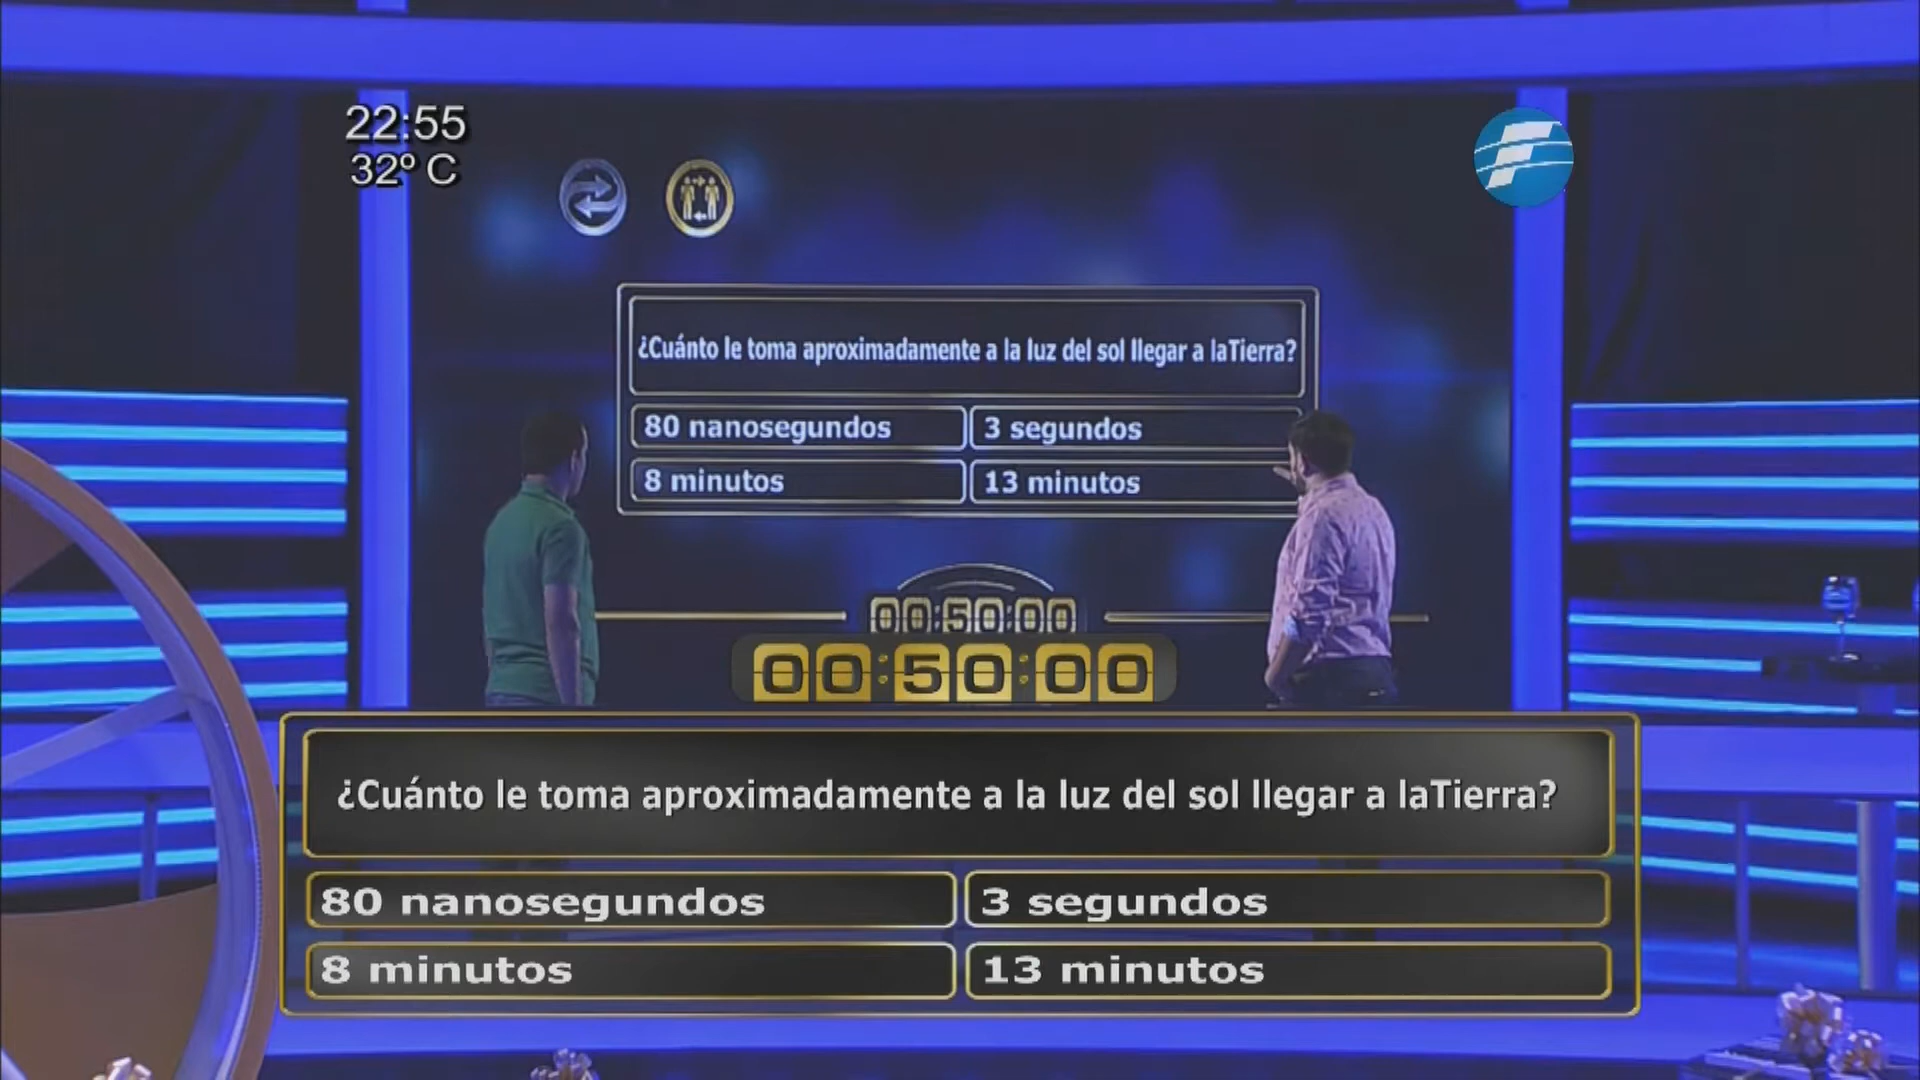 22:55
32º C
¿Cuánto le toma aproximadamente a la luz del sol llegar a laTierra?
80 nanosegundos
3 segundos
8 minutos
13 minutos
00:50:00
00:50:00
¿Cuánto le toma aproximadamente a la luz del sol llegar a laTierra?
80 nanosegundos
3 segundos
8 minutos
13 minutos